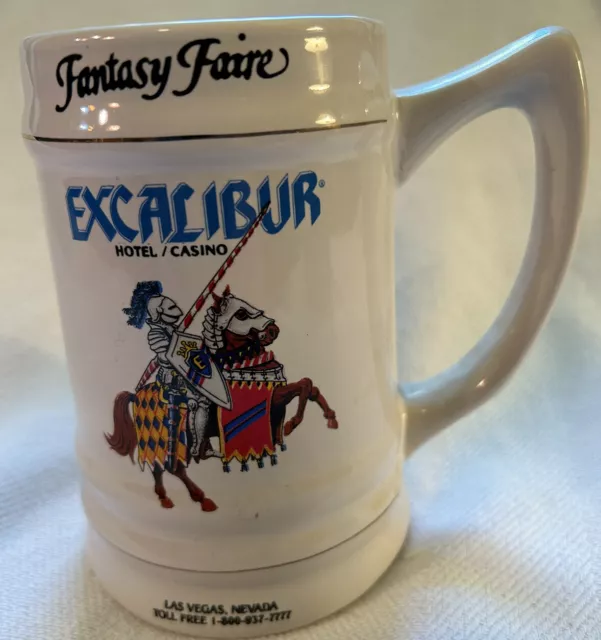 Fantasy Faire
EXCALIBUR®
HOTEL / CASINO
E
LAS VEGAS, NEVADA
TOLL FREE 1-800-937-7777